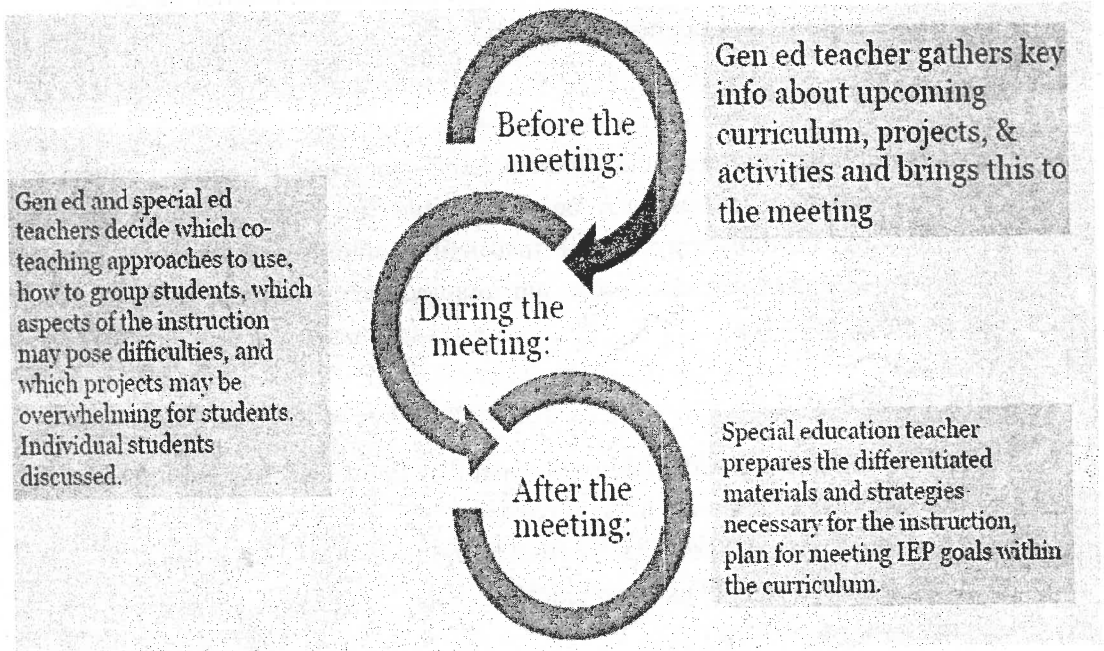 Before the
meeting:
Gen ed teacher gathers key
info about upcoming
curriculum, projects, &
activities and brings this to
the meeting
During the
meeting:
Gen ed and special ed
teachers decide which co-
teaching approaches to use,
how to group students, which
aspects of the instruction
may pose difficulties, and
which projects may be
overwhelming for students.
Individual students
discussed.
After the
meeting:
Special education teacher
prepares the differentiated
materials and strategies
necessary for the instruction,
plan for meeting IEP goals within
the curriculum.